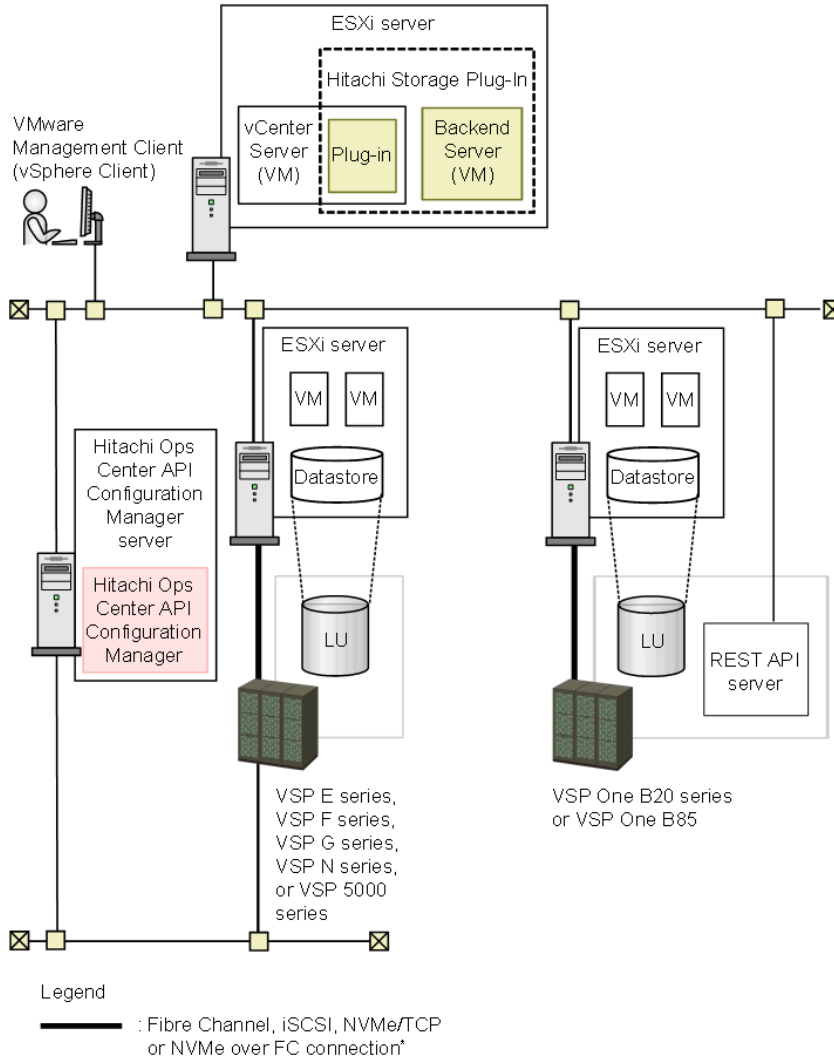 ESXi server
Hitachi Storage Plug-In
vCenter
Server
(VM)
Plug-in
Backend
Server
(VM)
VMware
Management Client
(vSphere Client)
ESXi server
VM
VM
Datastore
LU
ESXi server
VM
VM
Datastore
LU
REST API
server
Hitachi Ops
Center API
Configuration
Manager
server
Hitachi Ops
Center API
Configuration
Manager
VSP E series,
VSP F series,
VSP G series,
VSP N series,
or VSP 5000
series
VSP One B20 series
or VSP One B85
Legend
: Fibre Channel, iSCSI, NVMe/TCP
or NVMe over FC connection*